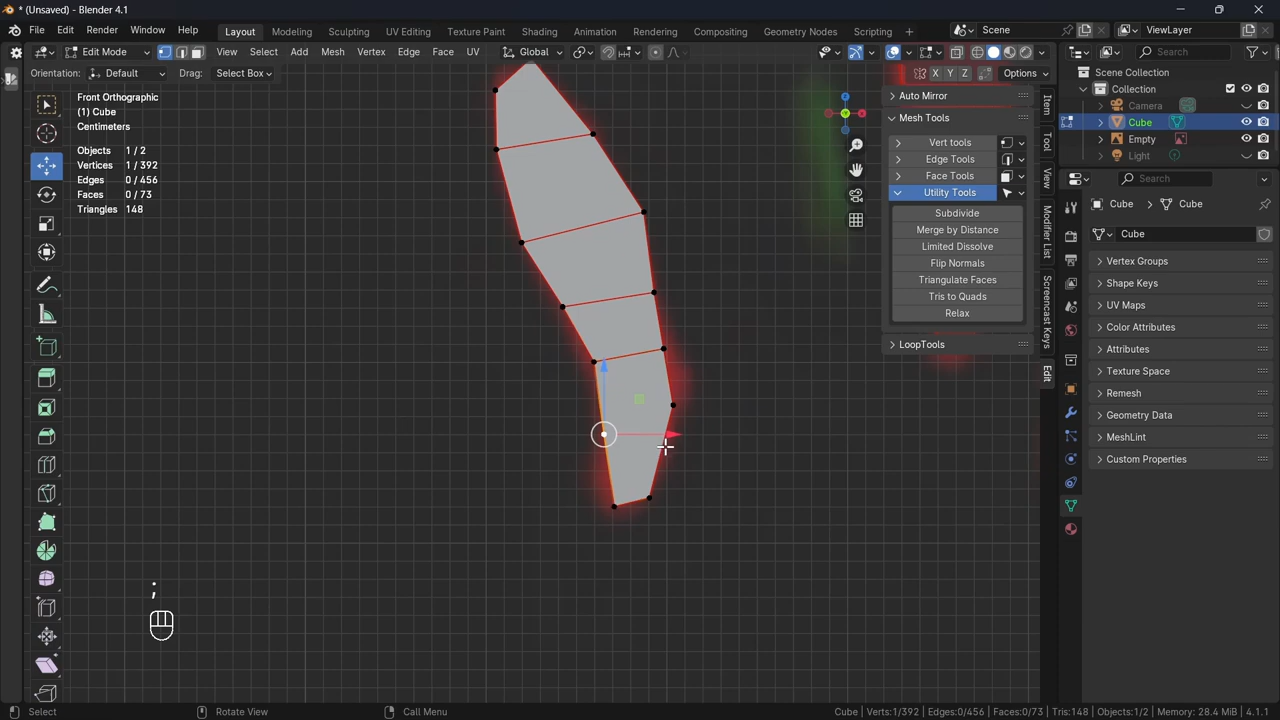 * (Unsaved) - Blender 4.1
File Edit Render Window Help Layout Modeling Sculpting UV Editing Texture Paint Shading Animation Rendering Compositing Geometry Nodes Scripting + Scene ViewLayer
Edit Mode View Select Add Mesh Vertex Edge Face UV Global Search
Orientation: Default Drag: Select Box X Y Z Options
Scene Collection
Collection
Camera
Cube
Empty
Light
Front Orthographic
(1) Cube
Centimeters
Objects 1 / 2
Vertices 1 / 392
Edges 0 / 456
Faces 0 / 73
Triangles 148
Auto Mirror
Mesh Tools
Vert tools
Edge Tools
Face Tools
Utility Tools
Subdivide
Merge by Distance
Limited Dissolve
Flip Normals
Triangulate Faces
Tris to Quads
Relax
LoopTools
Item
Tool
View
Modifier List
Screencast Keys
Edit
Search
Cube > Cube
Cube
Vertex Groups
Shape Keys
UV Maps
Color Attributes
Attributes
Texture Space
Remesh
Geometry Data
MeshLint
Custom Properties
;
Select Rotate View Call Menu Cube | Verts:1/392 | Edges:0/456 | Faces:0/73 | Tris:148 | Objects:1/2 | Memory: 28.4 MiB | 4.1.1